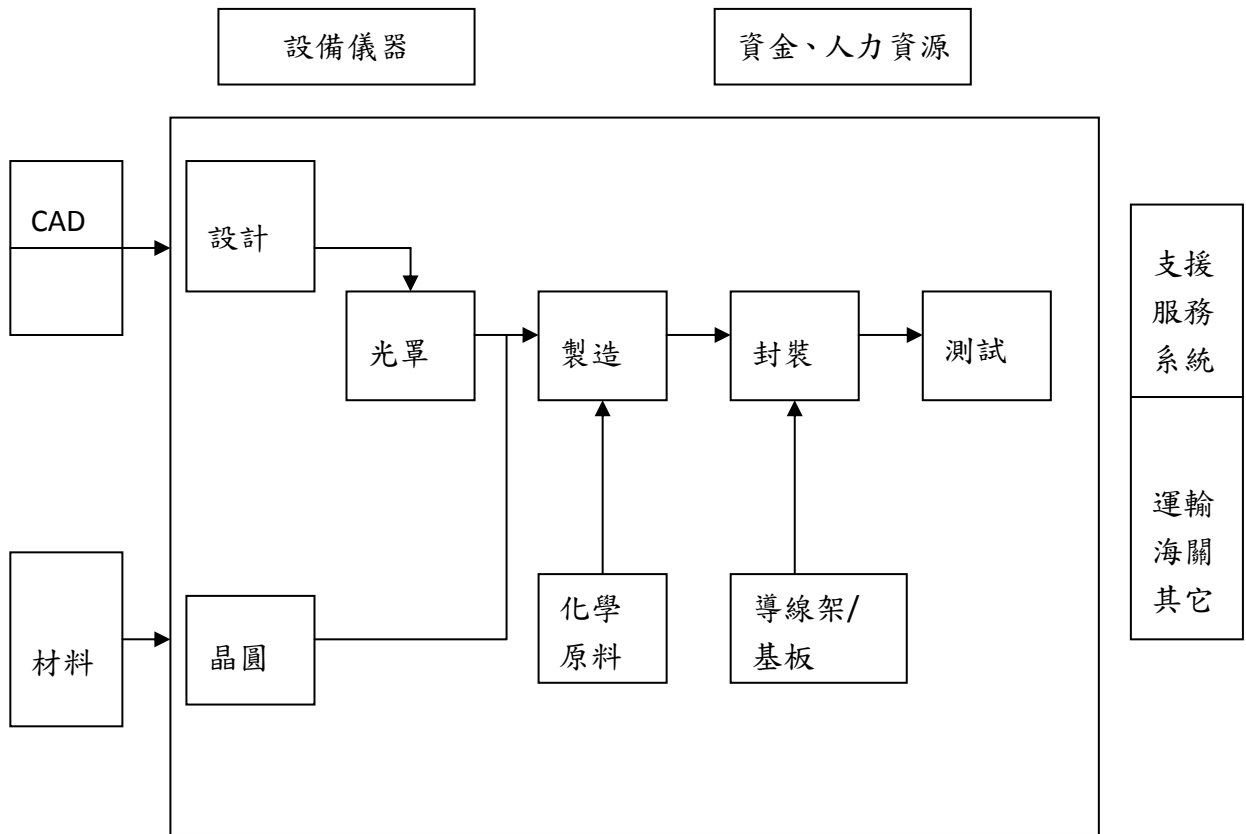 設備儀器
資金、人力資源
CAD
設計
光罩
製造
封裝
測試
支援
服務
系統
運輸
海關
其它
材料
晶圓
化學
原料
導線架/
基板